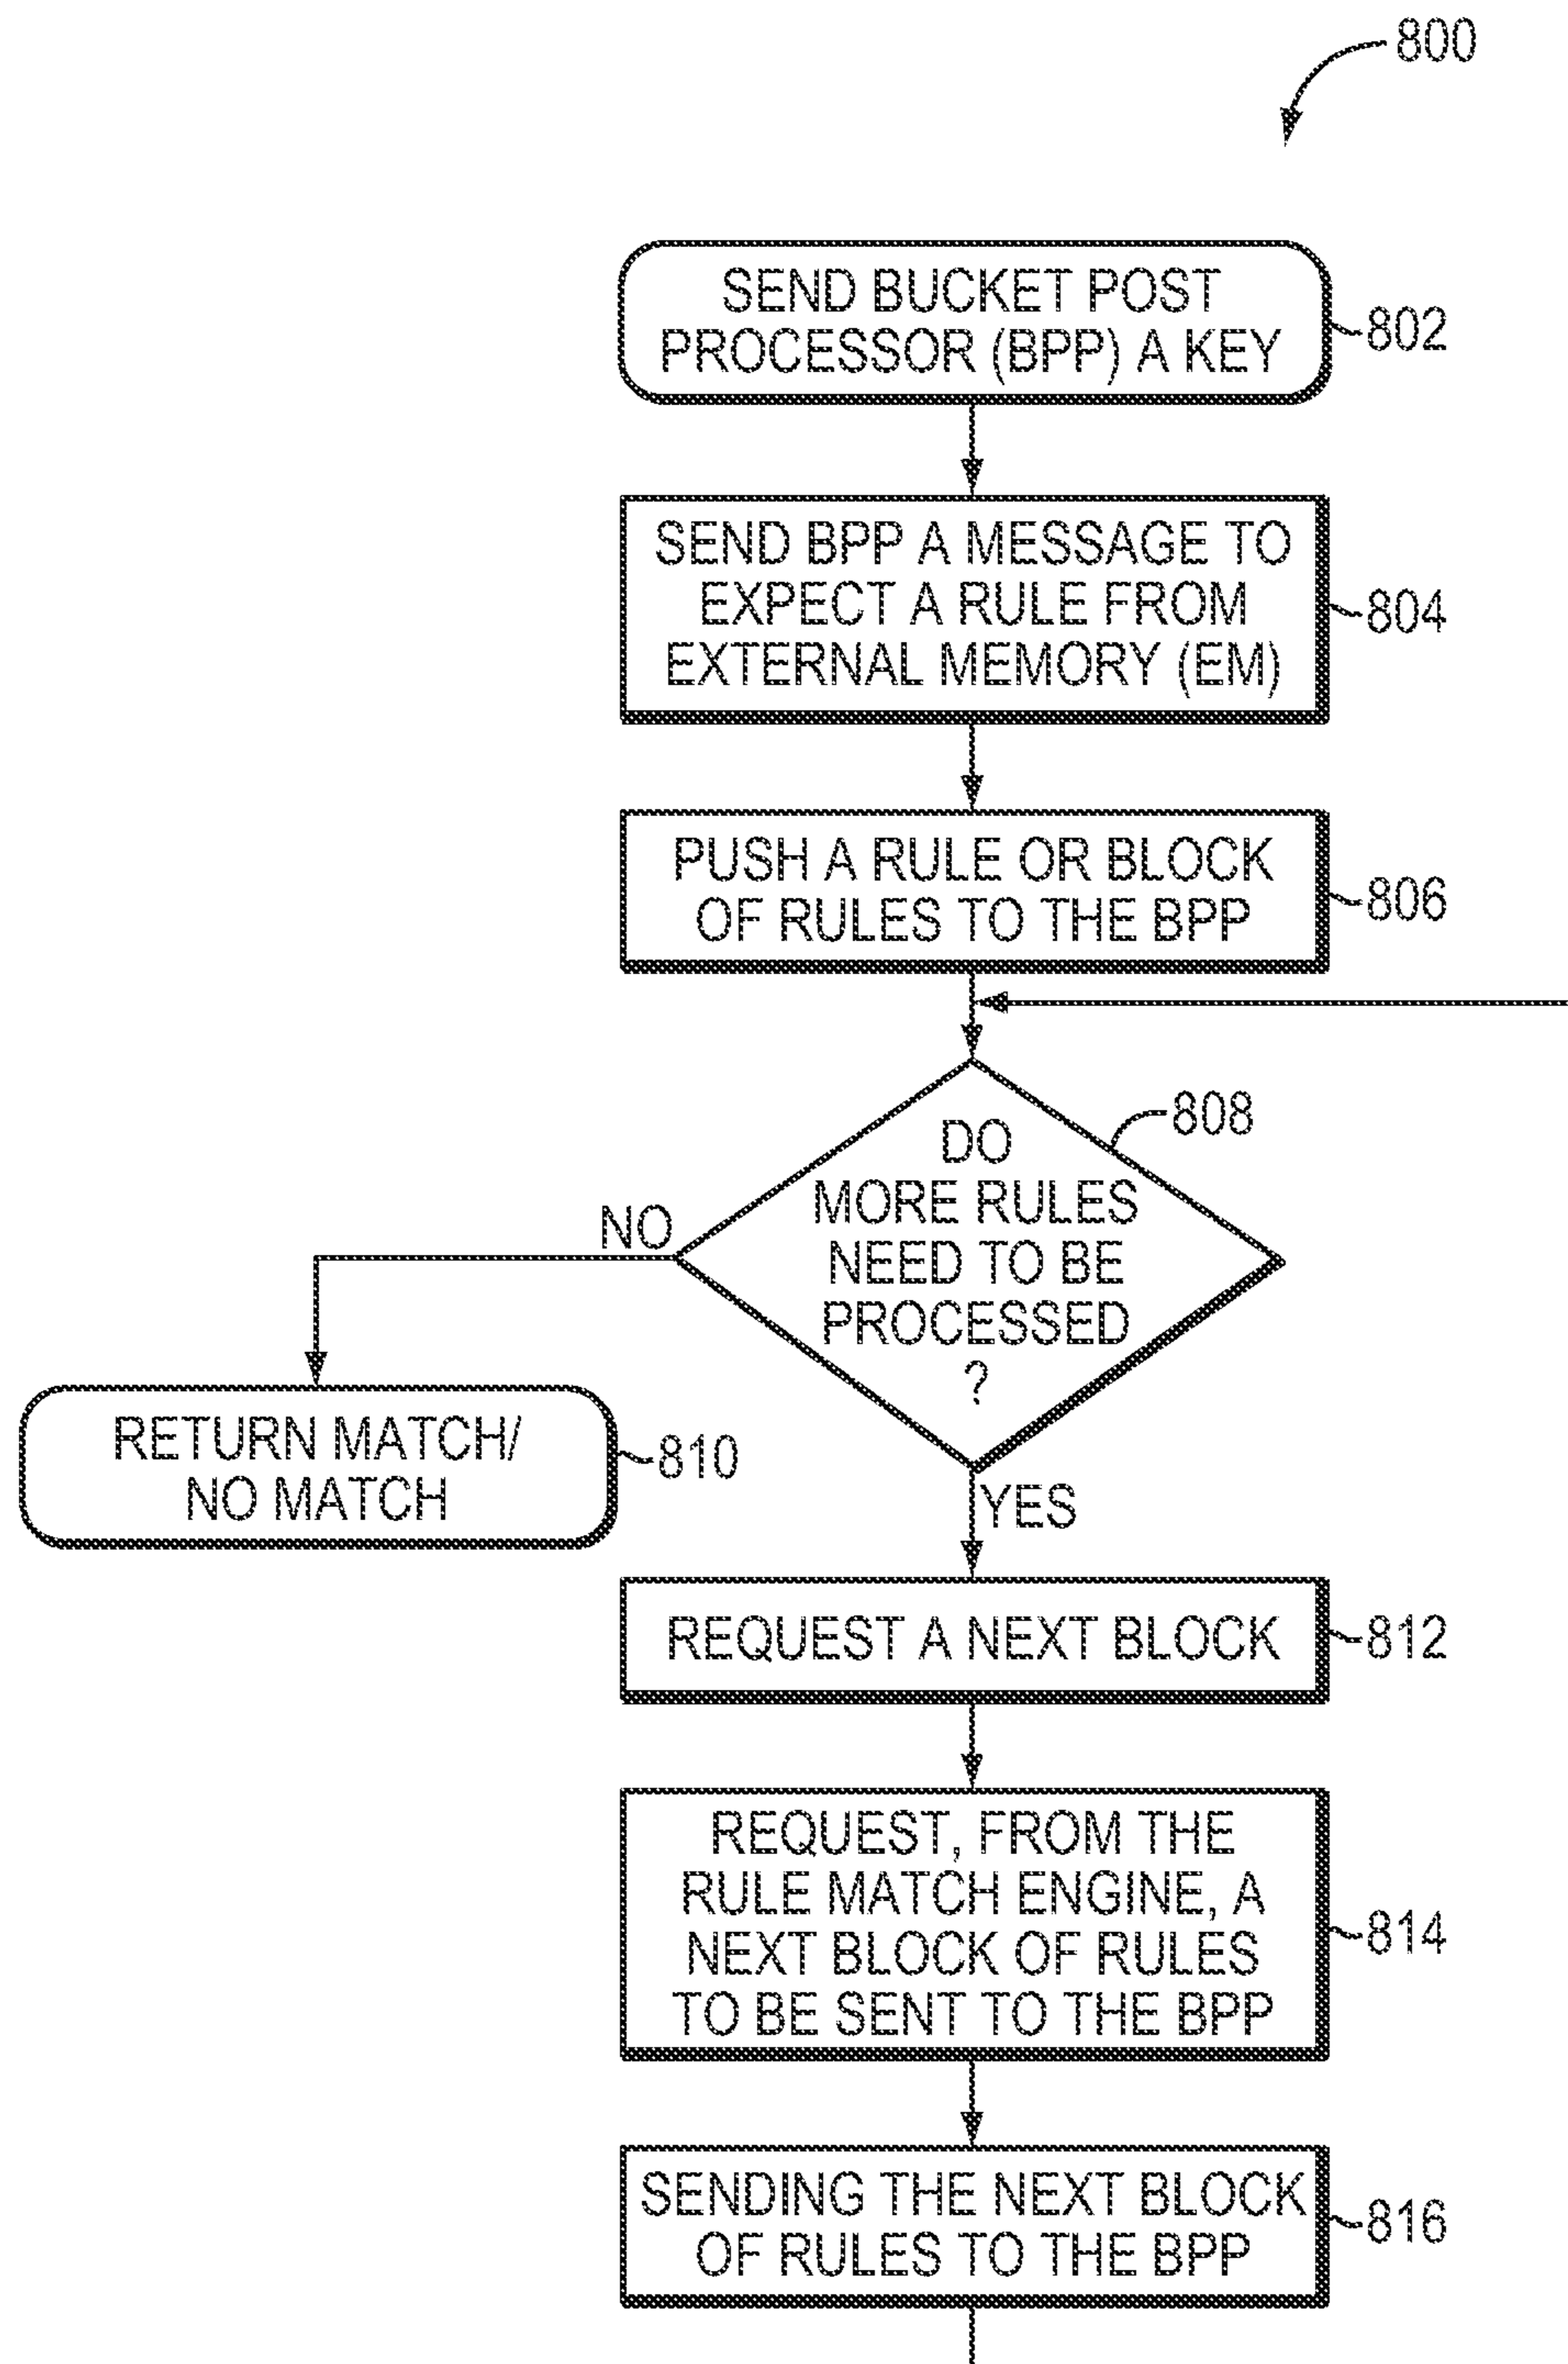 800
SEND BUCKET POST
PROCESSOR (BPP) A KEY
802
SEND BPP A MESSAGE TO
EXPECT A RULE FROM
EXTERNAL MEMORY (EM)
804
PUSH A RULE OR BLOCK
OF RULES TO THE BPP
806
DO
MORE RULES
NEED TO BE
PROCESSED
?
808
NO
RETURN MATCH/
NO MATCH
810
YES
REQUEST A NEXT BLOCK
812
REQUEST, FROM THE
RULE MATCH ENGINE, A
NEXT BLOCK OF RULES
TO BE SENT TO THE BPP
814
SENDING THE NEXT BLOCK
OF RULES TO THE BPP
816